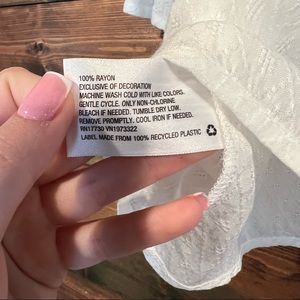 100% RAYON
EXCLUSIVE OF DECORATION
MACHINE WASH COLD WITH LIKE COLORS.
GENTLE CYCLE. ONLY NON-CHLORINE
BLEACH IF NEEDED. TUMBLE DRY LOW.
REMOVE PROMPTLY. COOL IRON IF NEEDED.
RN17730 VN1973322
LABEL MADE FROM 100% RECYCLED PLASTIC